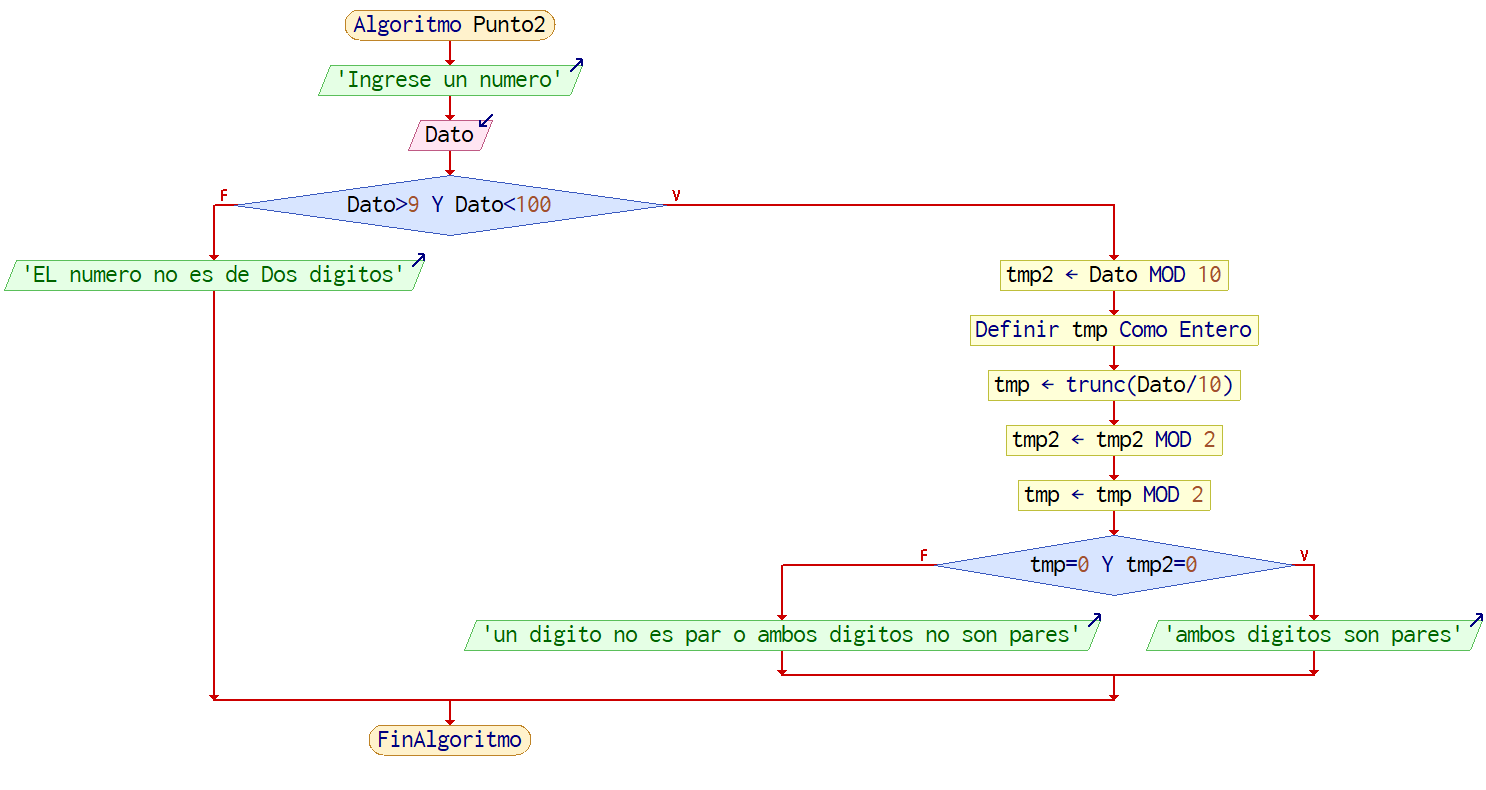 Algoritmo Punto2
'Ingrese un numero'
Dato
F
V
Dato>9 Y Dato<100
'EL numero no es de Dos digitos'
tmp2 ← Dato MOD 10
Definir tmp Como Entero
tmp ← trunc(Dato/10)
tmp2 ← tmp2 MOD 2
tmp ← tmp MOD 2
F
V
tmp=0 Y tmp2=0
'un digito no es par o ambos digitos no son pares'
'ambos digitos son pares'
FinAlgoritmo